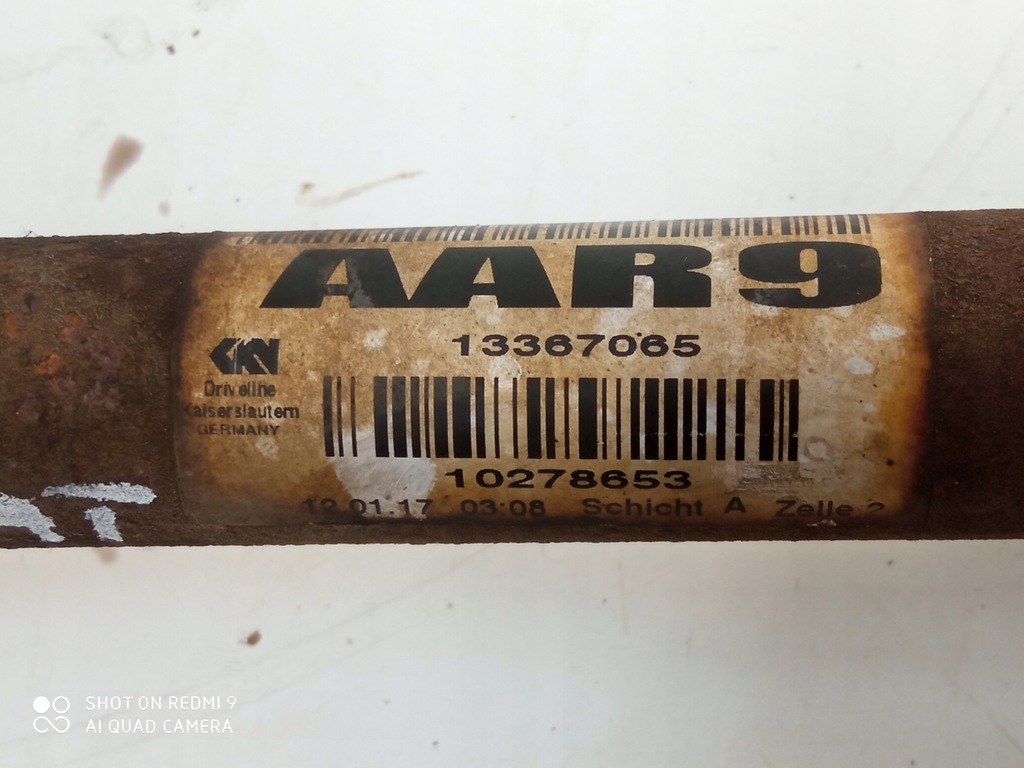 AAR9
13367065
GKN
Driveline
Kaiserslautern
GERMANY
10278653
12.01.17 03:08 Schicht A Zelle 2
SHOT ON REDMI 9
AI QUAD CAMERA